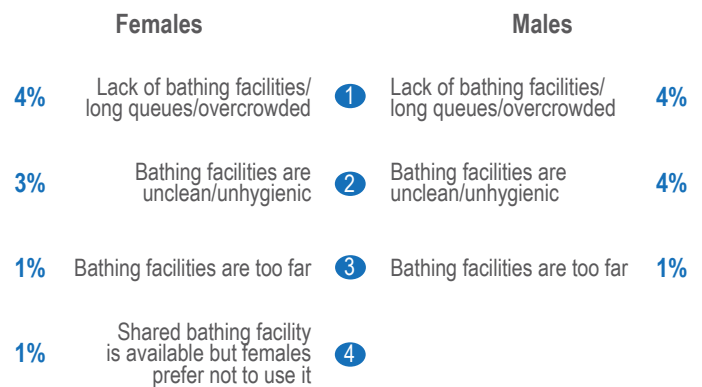 Females
Males
4%
Lack of bathing facilities/
long queues/overcrowded
1
Lack of bathing facilities/
long queues/overcrowded
4%
3%
Bathing facilities are
unclean/unhygienic
2
Bathing facilities are
unclean/unhygienic
4%
1%
Bathing facilities are too far
3
Bathing facilities are too far
1%
1%
Shared bathing facility
is available but females
prefer not to use it
4